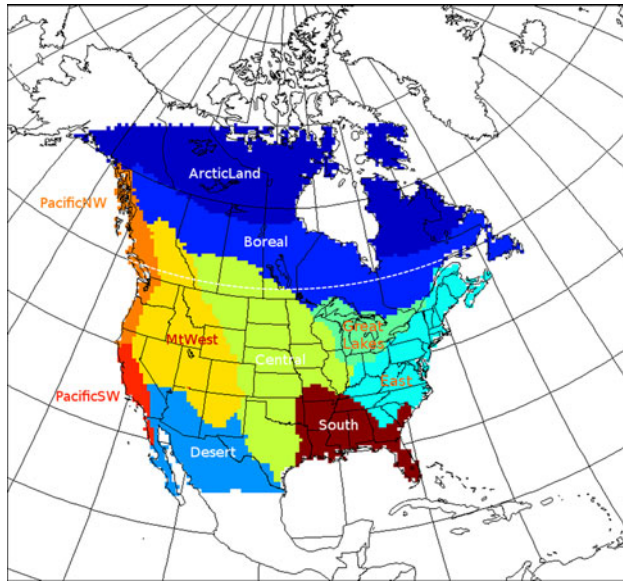 ArcticLand
PacificNW
Boreal
Great
Lakes
MtWest
Central
East
PacificSW
South
Desert